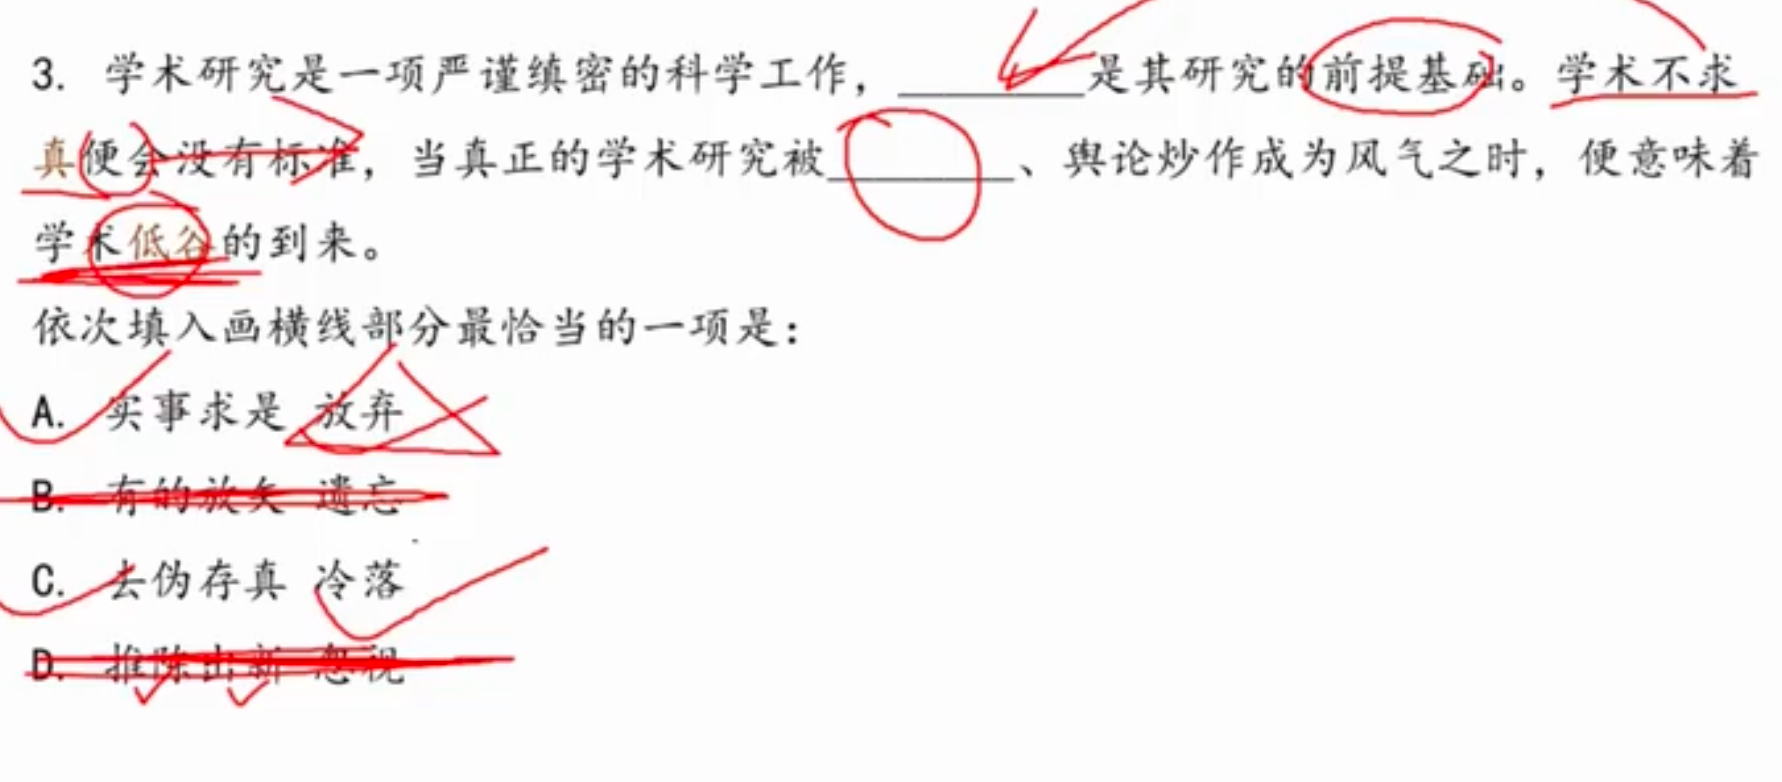 3. 学术研究是一项严谨缜密的科学工作，________是其研究的前提基础。学术不求
真便会没有标准，当真正的学术研究被________、舆论炒作成为风气之时，便意味着
学术低谷的到来。
依次填入画横线部分最恰当的一项是：
A. 实事求是 放弃
B. 有的放矢 遗忘
C. 去伪存真 冷落
D. 推陈出新 忽视